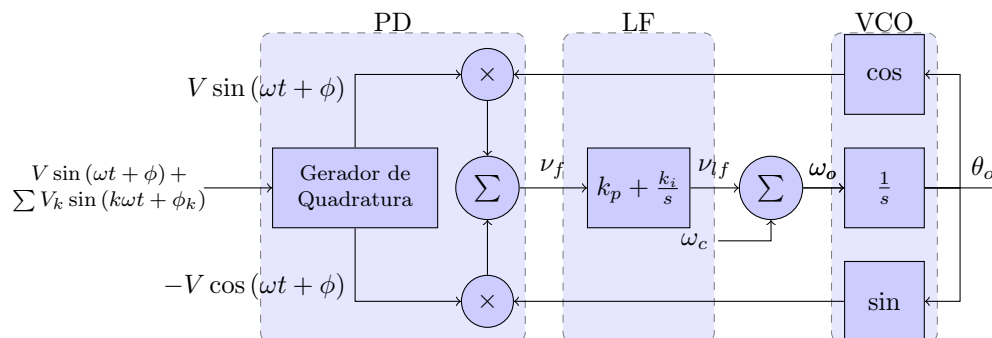 PD LF VCO
V sin (ωt + ϕ) × cos
V sin (ωt + ϕ) +
∑ V_k sin (kωt + ϕ_k)
Gerador de
Quadratura
∑ ν_f k_p + k_i/s ν_lf ∑ ω_o 1/s θ_o
ω_c
−V cos (ωt + ϕ) × sin